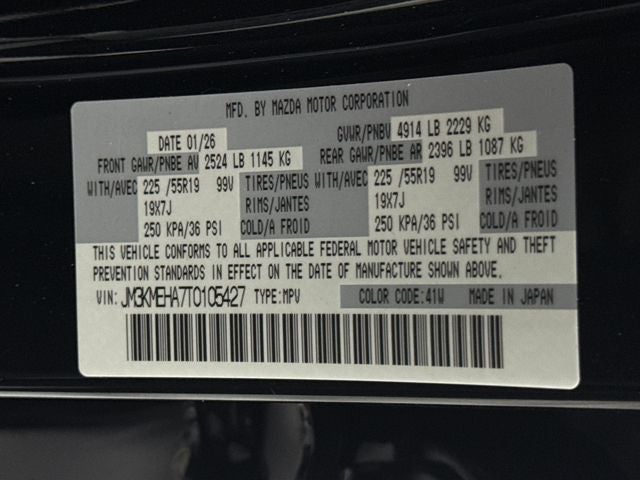 MFD. BY MAZDA MOTOR CORPORATION
DATE 01/26 GVWR/PNBV 4914 LB 2229 KG
FRONT GAWR/PNBE AV 2524 LB 1145 KG REAR GAWR/PNBE AR 2396 LB 1087 KG
WITH/AVEC 225 /55R19 99V TIRES/PNEUS WITH/AVEC 225 /55R19 99V TIRES/PNEUS
19X7J RIMS/JANTES 19X7J RIMS/JANTES
250 KPA/36 PSI COLD/A FROID 250 KPA/36 PSI COLD/A FROID
THIS VEHICLE CONFORMS TO ALL APPLICABLE FEDERAL MOTOR VEHICLE SAFETY AND THEFT
PREVENTION STANDARDS IN EFFECT ON THE DATE OF MANUFACTURE SHOWN ABOVE.
VIN: JM3KMEHA7T0105427 TYPE:MPV COLOR CODE:41W MADE IN JAPAN